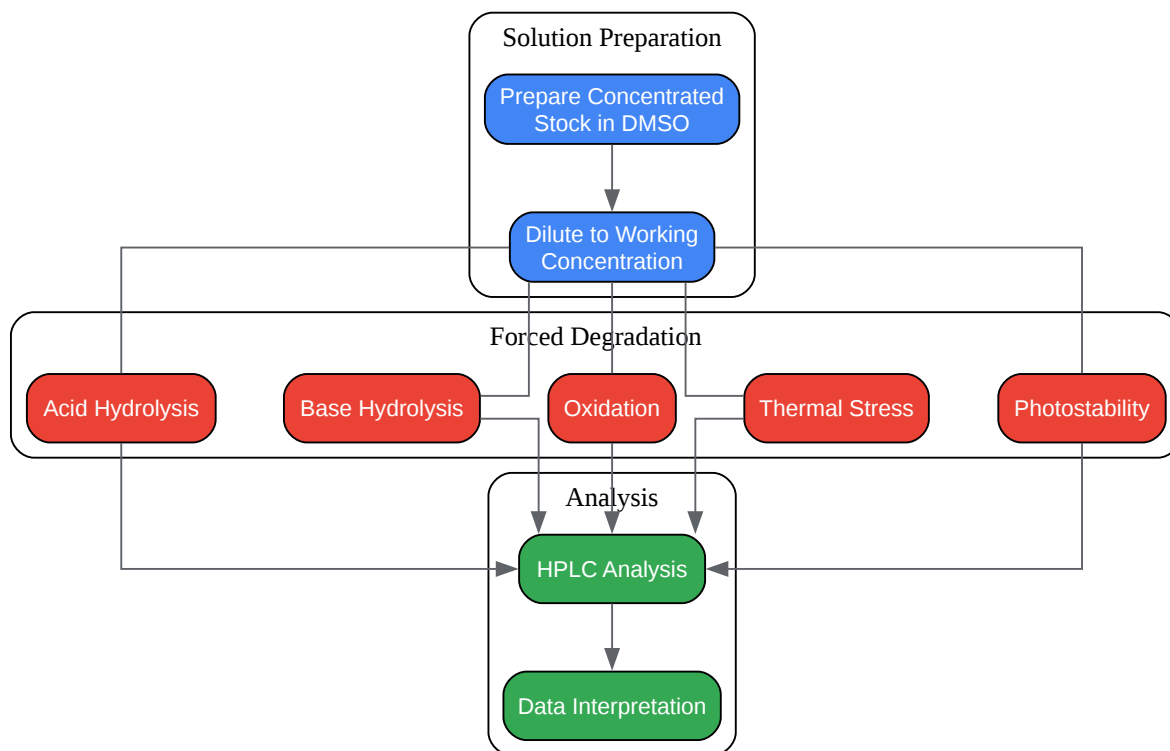 Solution Preparation
Prepare Concentrated
Stock in DMSO
Dilute to Working
Concentration
Forced Degradation
Acid Hydrolysis
Base Hydrolysis
Oxidation
Thermal Stress
Photostability
Analysis
HPLC Analysis
Data Interpretation